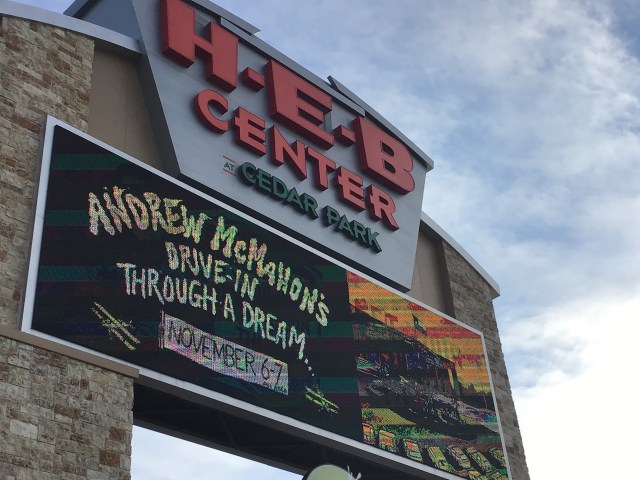 H-E-B
CENTER
AT CEDAR PARK
ANDREW McMAHON'S
DRIVE-IN
THROUGH A DREAM...
NOVEMBER 6-7